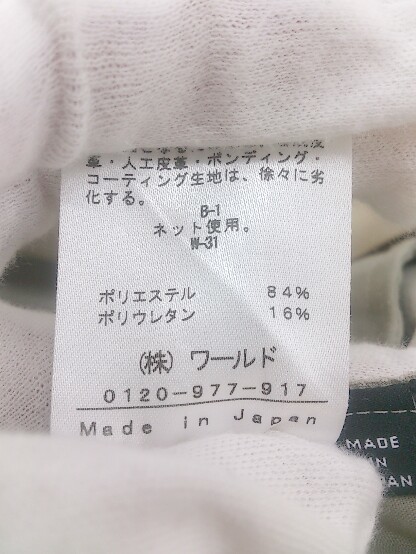 革・人工皮革・ボンディング・
コーティング生地は、徐々に劣
化する。
B-1
ネット使用。
W-31
ポリエステル 84%
ポリウレタン 16%
(株) ワールド
0120-977-917
Made in Japan
MADE
IN